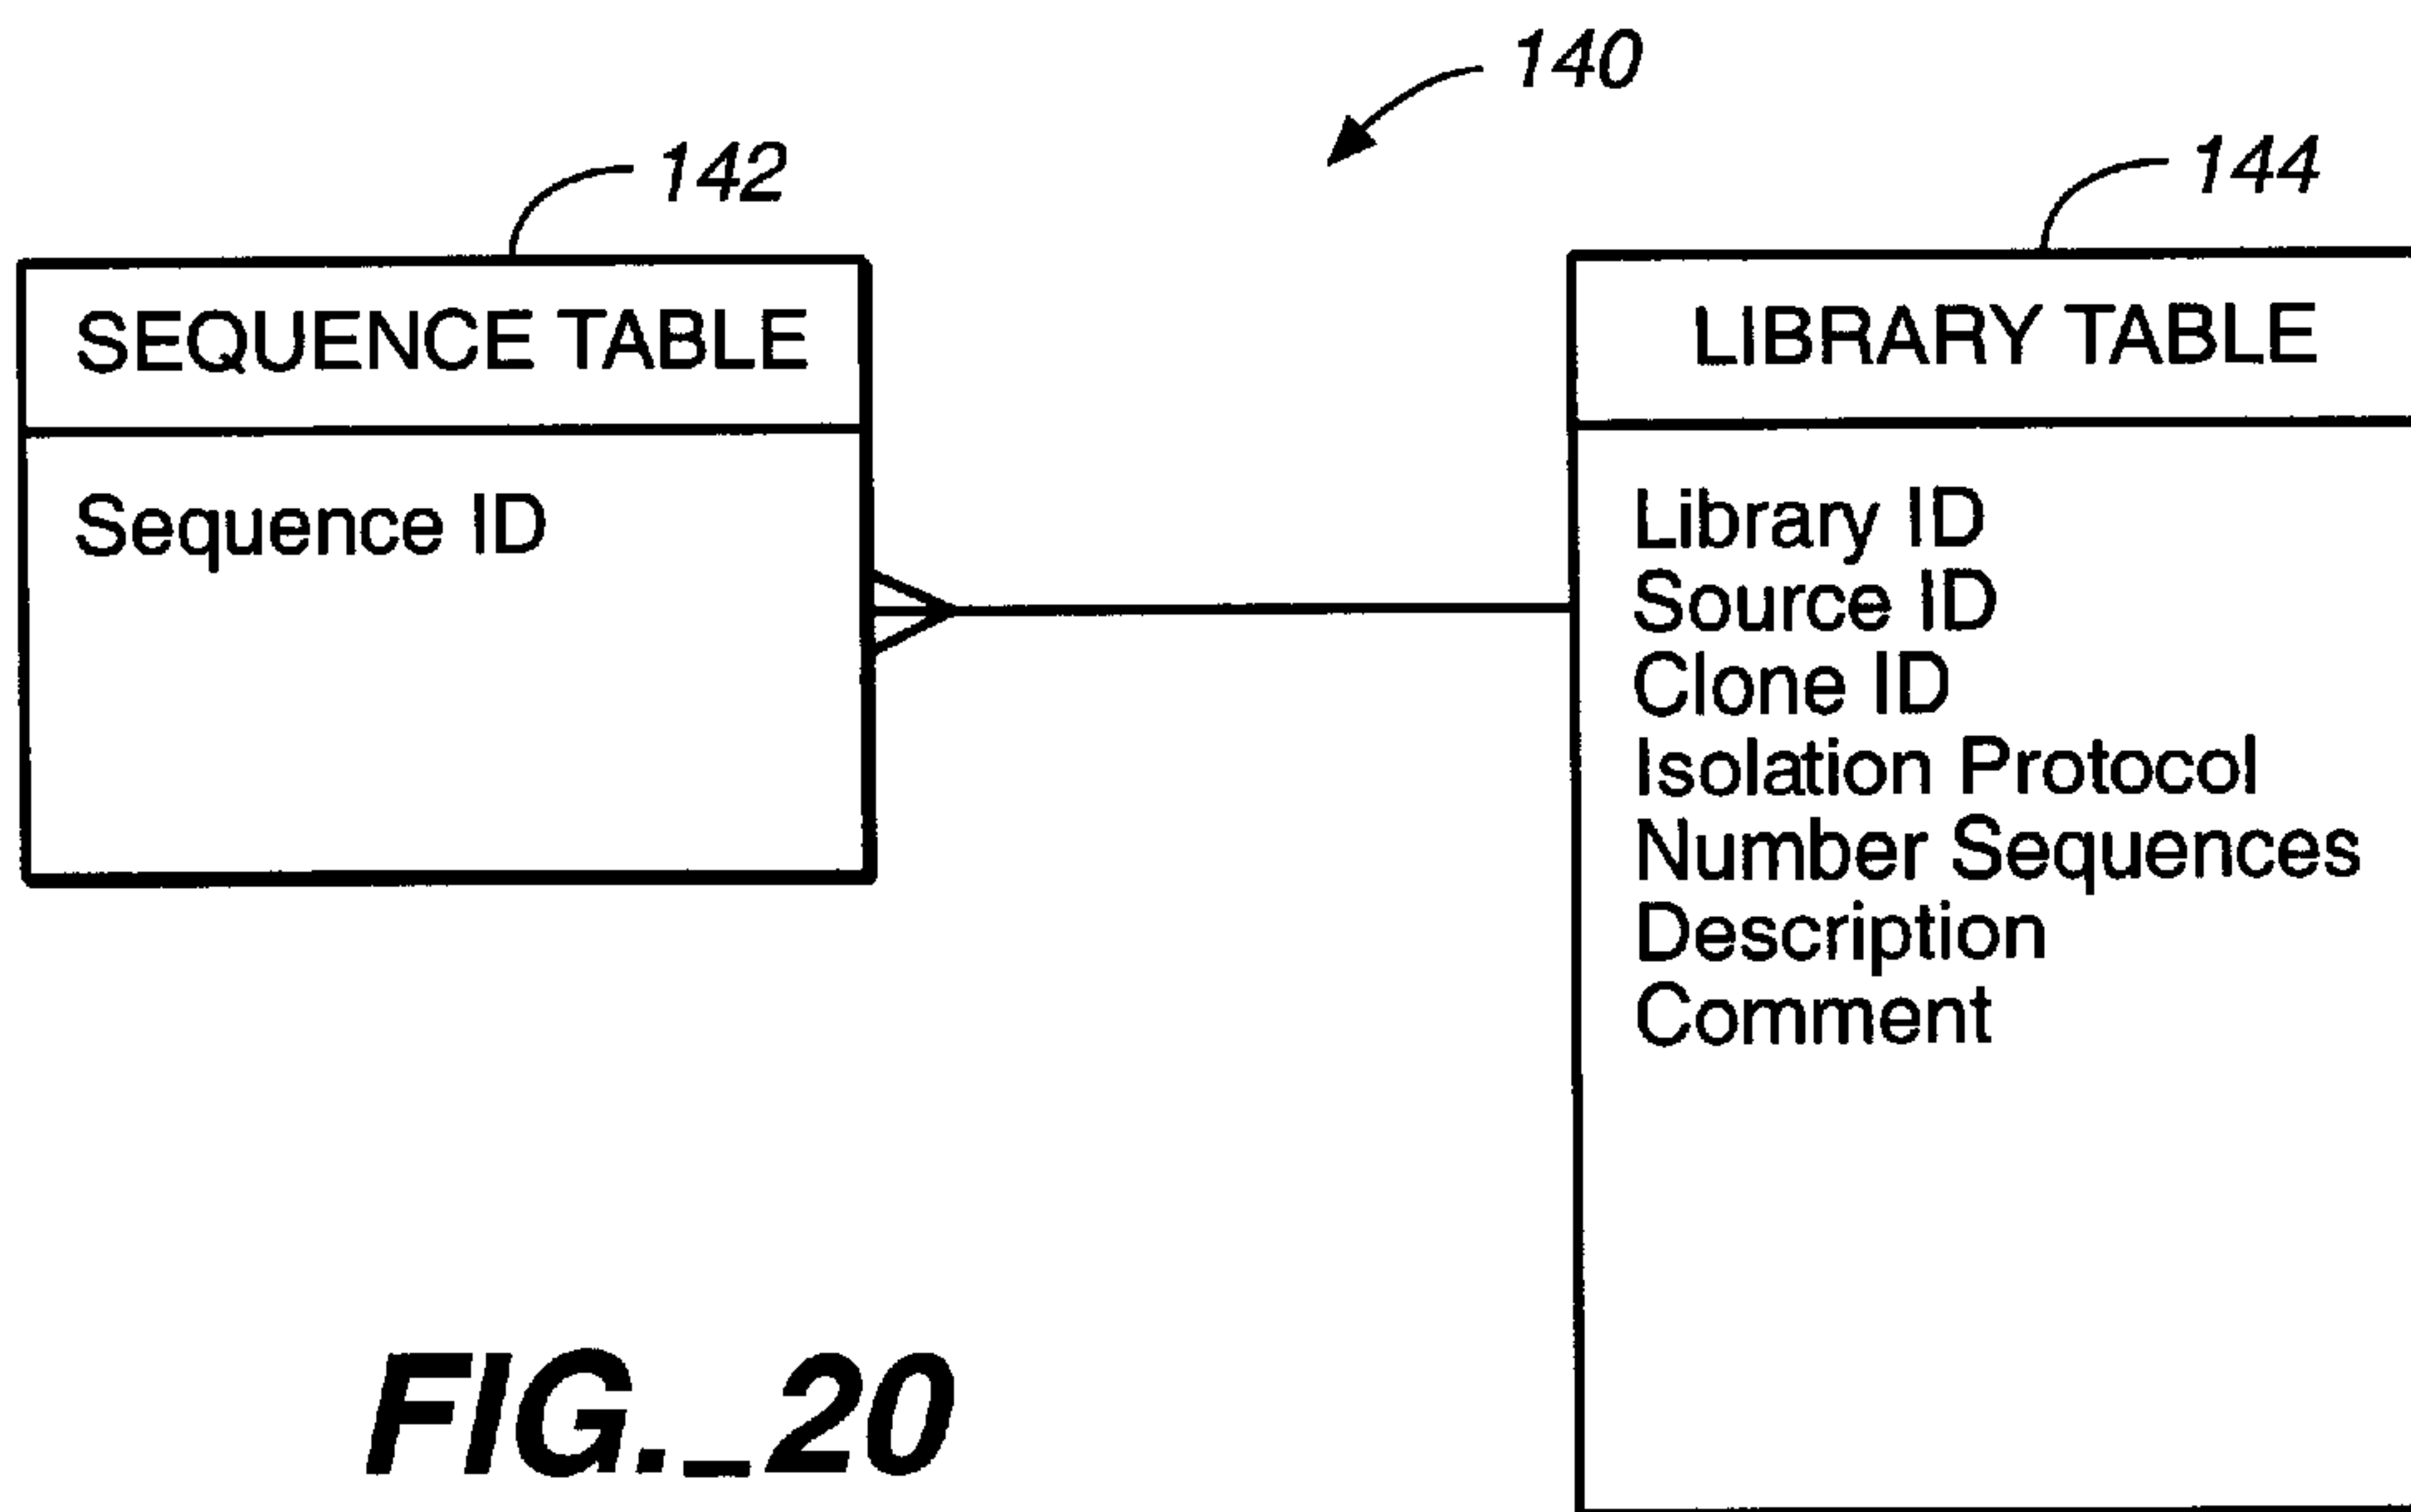 140
142
144
SEQUENCE TABLE
Sequence ID
LIBRARY TABLE
Library ID
Source ID
Clone ID
Isolation Protocol
Number Sequences
Description
Comment
FIG._20